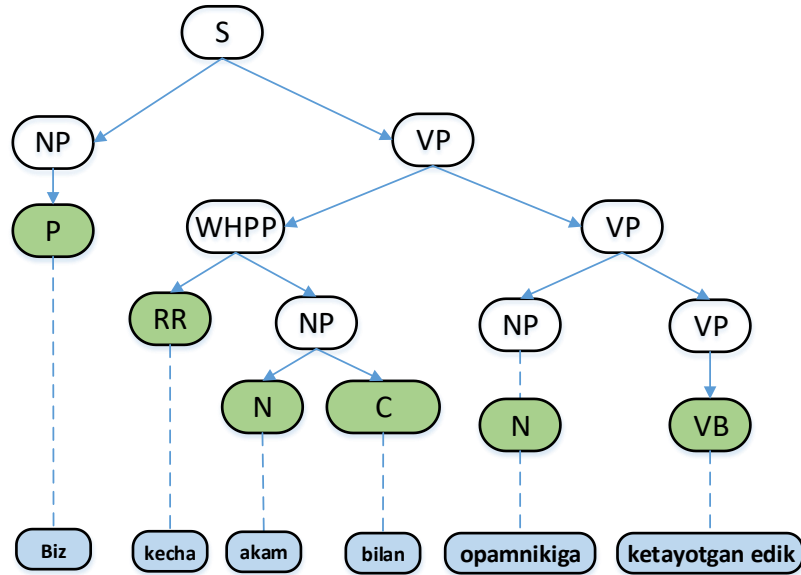 S
NP VP
P WHPP VP
RR NP NP VP
N C N VB
Biz kecha akam bilan opamnikiga ketayotgan edik